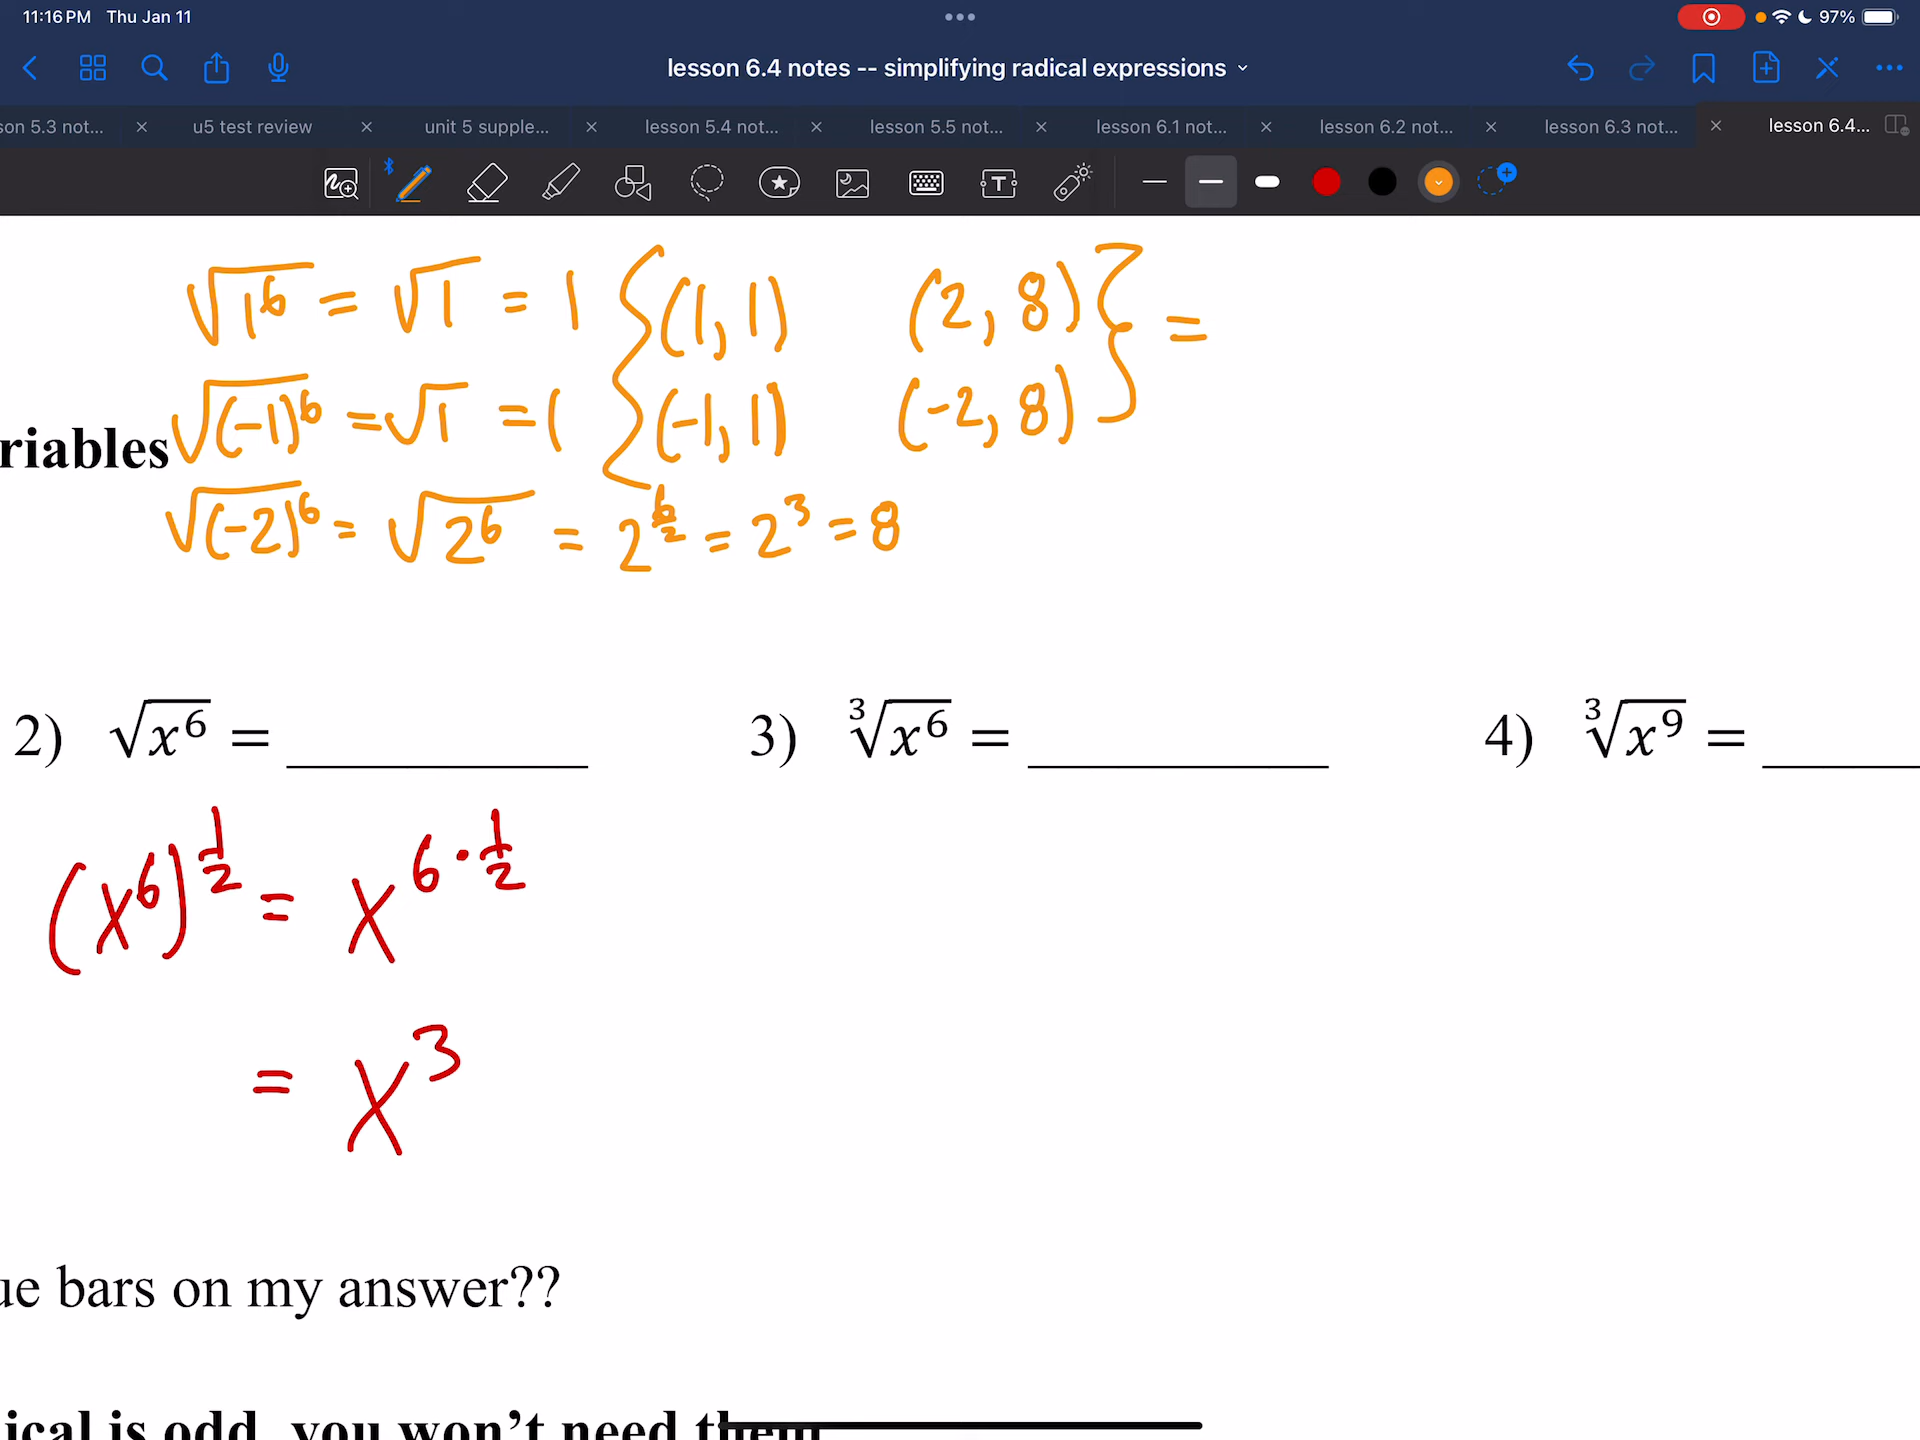 11:16 PM Thu Jan 11
97%
lesson 6.4 notes -- simplifying radical expressions
son 5.3 not...
u5 test review
unit 5 supple...
lesson 5.4 not...
lesson 5.5 not...
lesson 6.1 not...
lesson 6.2 not...
lesson 6.3 not...
lesson 6.4...
√1⁶ = √1 = 1 { (1, 1) (2, 8) } =
√(-1)⁶ = √1 = 1 { (-1, 1) (-2, 8) }
riables
√(-2)⁶ = √2⁶ = 2^(6/2) = 2³ = 8
2) √x⁶ = __________
3) ³√x⁶ = __________
4) ³√x⁹ = _____
(x⁶)^(1/2) = x^(6 · 1/2)
= x³
ue bars on my answer??
ical is odd, you won’t need them